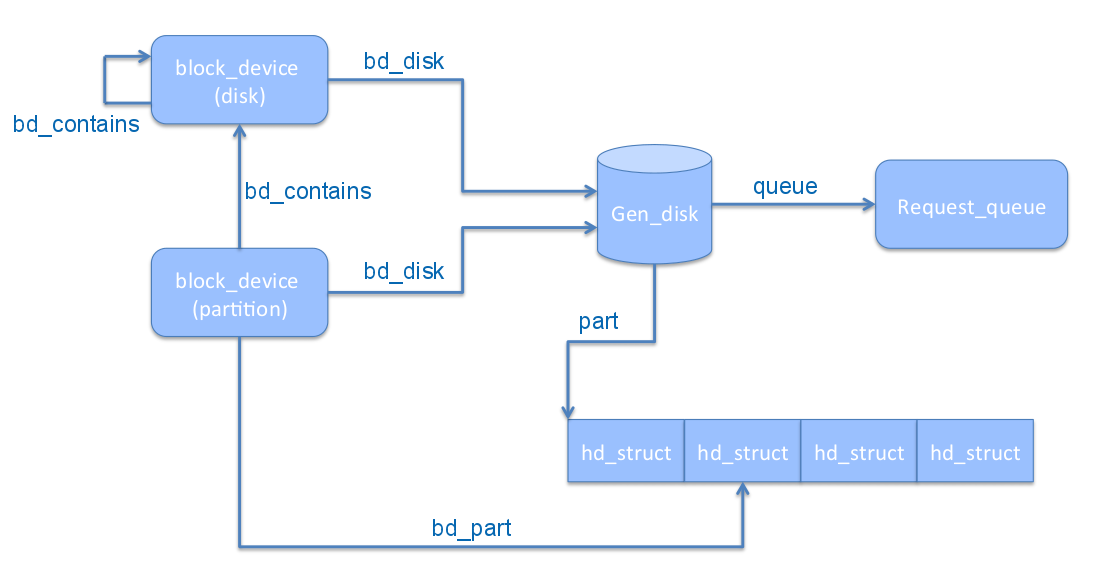 block_device
(disk)
bd_disk
bd_contains
bd_contains
Gen_disk
queue
Request_queue
block_device
(partition)
bd_disk
part
hd_struct
hd_struct
hd_struct
hd_struct
bd_part